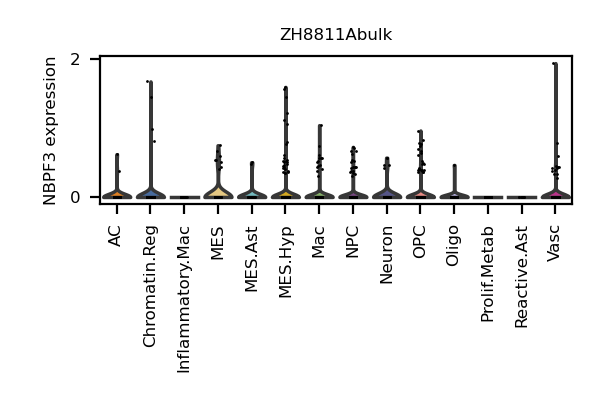 ZH8811Abulk
NBPF3 expression
2
0
AC
Chromatin.Reg
Inflammatory.Mac
MES
MES.Ast
MES.Hyp
Mac
NPC
Neuron
OPC
Oligo
Prolif.Metab
Reactive.Ast
Vasc